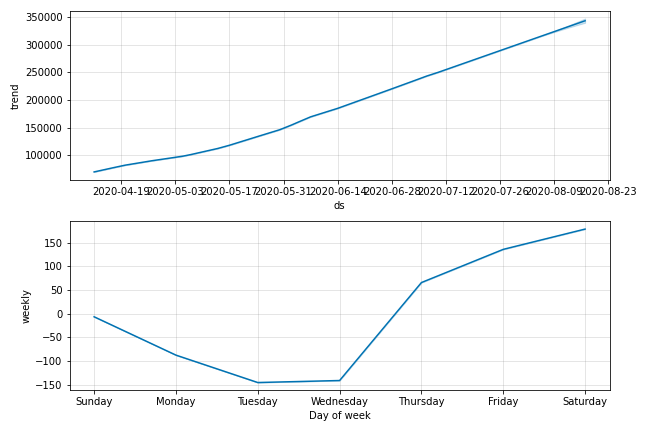 350000
300000
250000
200000
150000
100000
trend
2020-04-19 2020-05-03 2020-05-17 2020-05-31 2020-06-14 2020-06-28 2020-07-12 2020-07-26 2020-08-09 2020-08-23
ds
150
100
50
0
−50
−100
−150
weekly
Sunday Monday Tuesday Wednesday Thursday Friday Saturday
Day of week